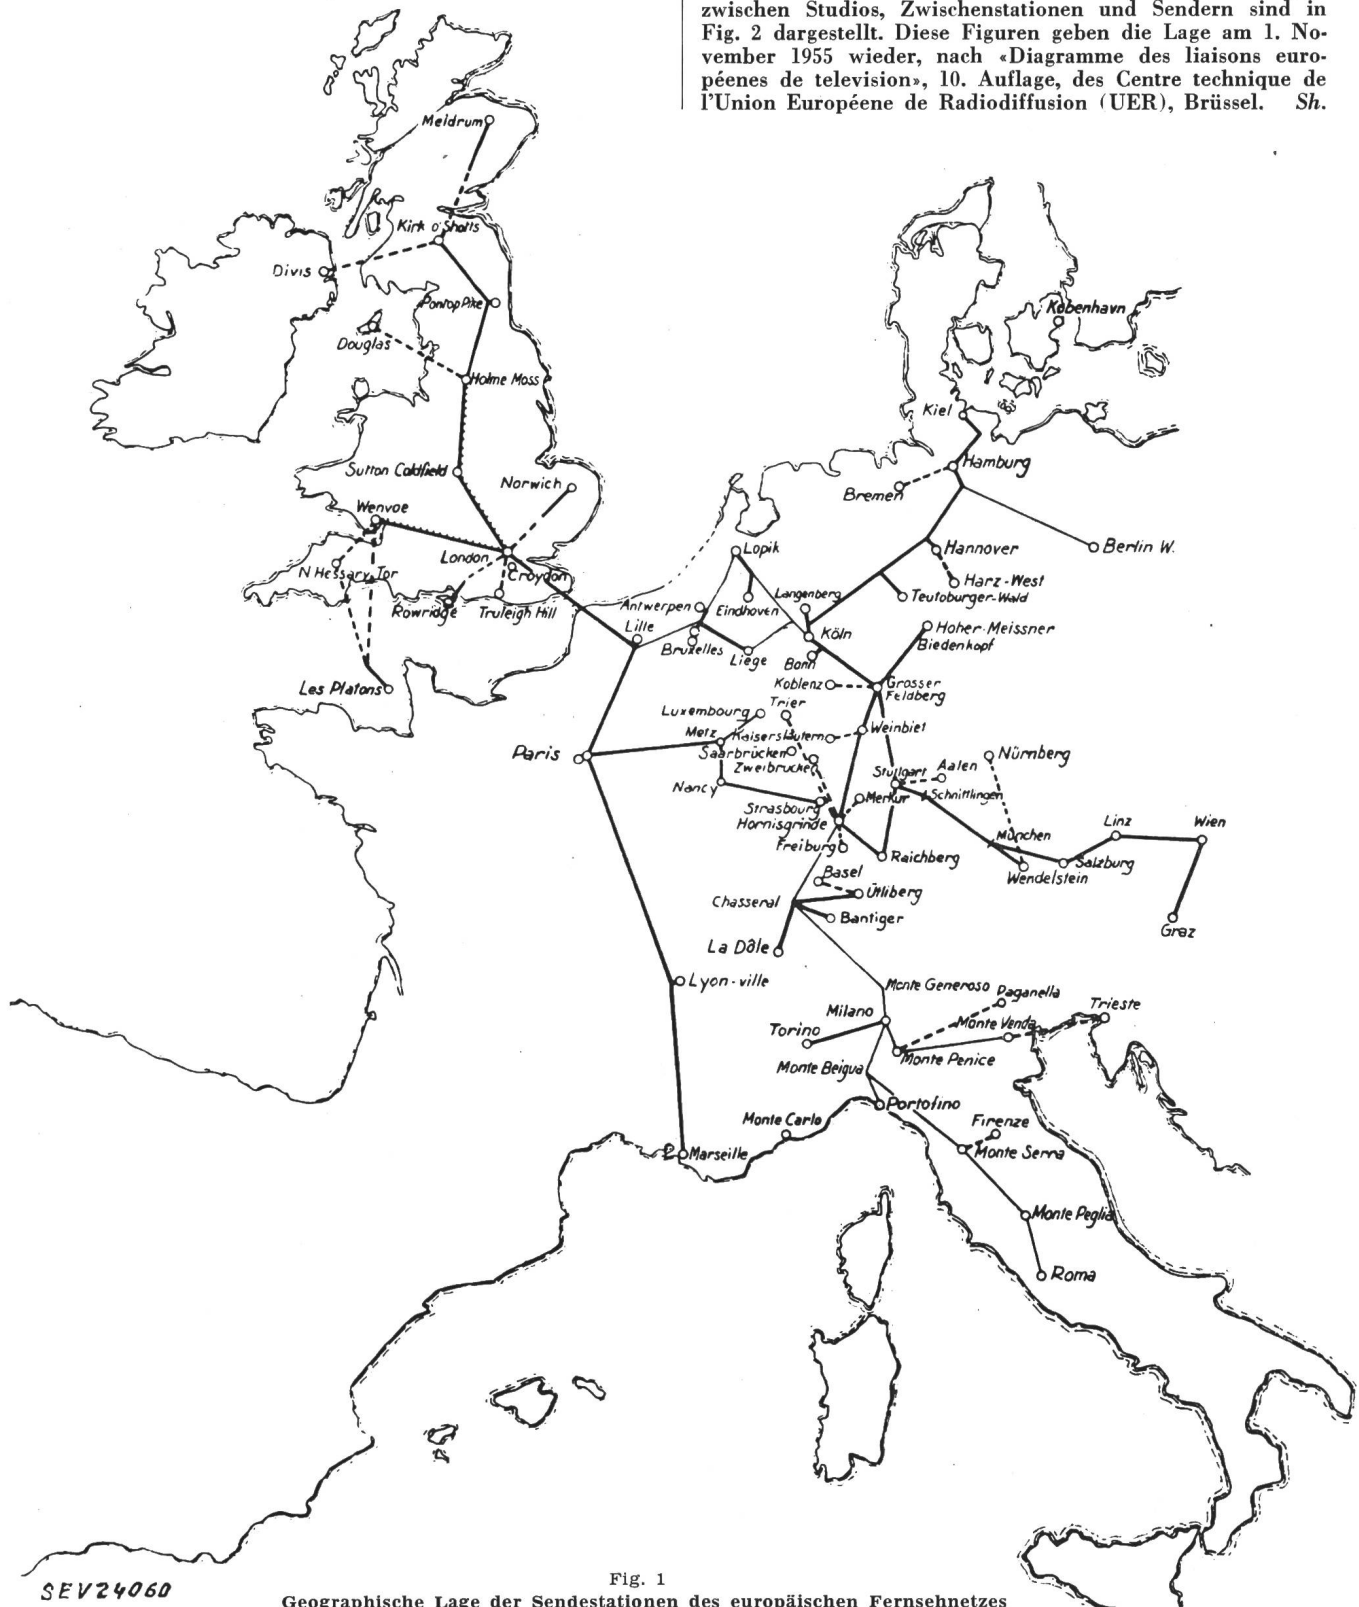 zwischen Studios, Zwischenstationen und Sendern sind in
Fig. 2 dargestellt. Diese Figuren geben die Lage am 1. No-
vember 1955 wieder, nach «Diagramme des liaisons euro-
péenes de television», 10. Auflage, des Centre technique de
l'Union Européene de Radiodiffusion (UER), Brüssel. Sh.
Meldrum
Kirk o'Shotts
Divis
Pontop Pike
Douglas
Holme Moss
København
Kiel
Sutton Coldfield
Norwich
Hamburg
Bremen
Wenvoe
London
Croydon
Lopik
Hannover
Berlin W.
N Hessary Tor
Rowridge
Truleigh Hill
Antwerpen
Eindhoven
Langenberg
Harz-West
Teutoburger-Wald
Lille
Bruxelles
Liege
Köln
Bonn
Hoher-Meissner
Biedenkopf
Les Platons
Koblenz
Grosser
Feldberg
Luxembourg
Trier
Paris
Metz
Kaiserslautern
Weinbiet
Saarbrücken
Zweibrücken
Nürnberg
Nancy
Stuttgart
Aalen
Strasbourg
Merkur
Schnittlingen
Hornisgrinde
Freiburg
Raichberg
München
Linz
Wien
Wendelstein
Salzburg
Basel
Ütliberg
Chasseral
Bantiger
Graz
La Dôle
Lyon-ville
Monte Generoso
Paganella
Milano
Monte Venda
Trieste
Torino
Monte Penice
Monte Beigua
Portofino
Monte Carlo
Firenze
Marseille
Monte Serra
Monte Peglia
Roma
SEV24060
Fig. 1
Geographische Lage der Sendestationen des europäischen Fernsehnetzes